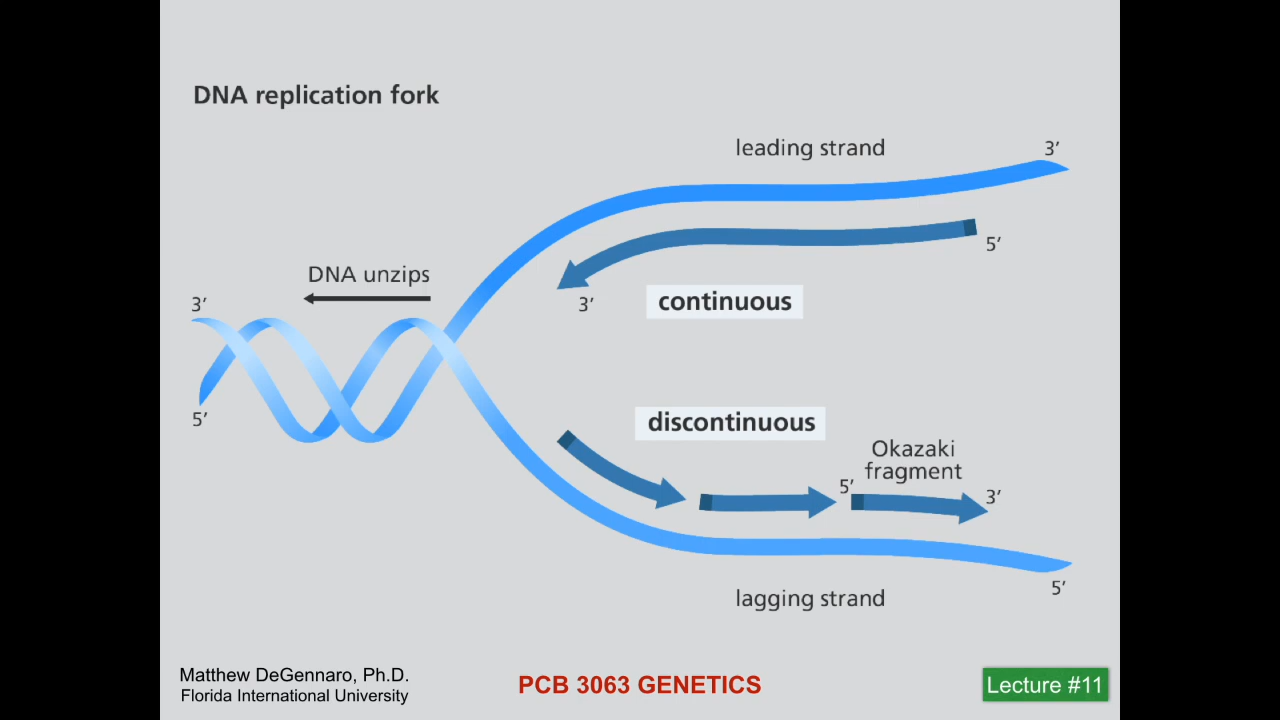 DNA replication fork
leading strand
3’
5’
DNA unzips
3’
3’
continuous
5’
discontinuous
Okazaki
fragment
5’
3’
lagging strand
5’
Matthew DeGennaro, Ph.D.
Florida International University
PCB 3063 GENETICS
Lecture #11